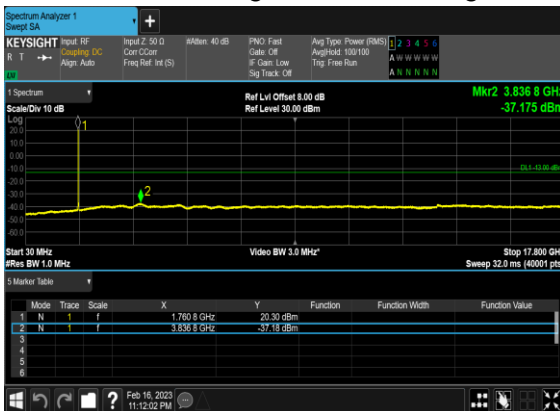 Spectrum Analyzer 1
Swept SA
KEYSIGHT Input: RF Input Z: 50 Ω #Atten: 40 dB PNO: Fast Avg Type: Power (RMS) 1 2 3 4 5 6
R T Coupling: DC Corr CCorr Gate: Off Avg|Hold: 100/100 A W W W W W
Align: Auto Freq Ref: Int (S) IF Gain: Low Trig: Free Run
LV Sig Track: Off A N N N N N
1 Spectrum Ref Lvl Offset 8.00 dB Mkr2 3.836 8 GHz
Scale/Div 10 dB Ref Level 30.00 dBm -37.175 dBm
Log
1
20.0
10.0
0.00
-10.0 DL1 -13.00 dBm
-20.0
-30.0 2
-40.0
-50.0
-60.0
Start 30 MHz Video BW 3.0 MHz* Stop 17.800 GH
#Res BW 1.0 MHz Sweep 32.0 ms (40001 pts
5 Marker Table
Mode Trace Scale X Y Function Function Width Function Value
1 N 1 f 1.760 8 GHz 20.30 dBm
2 N 1 f 3.836 8 GHz -37.18 dBm
3
4
5
6
Feb 16, 2023
11:12:02 PM